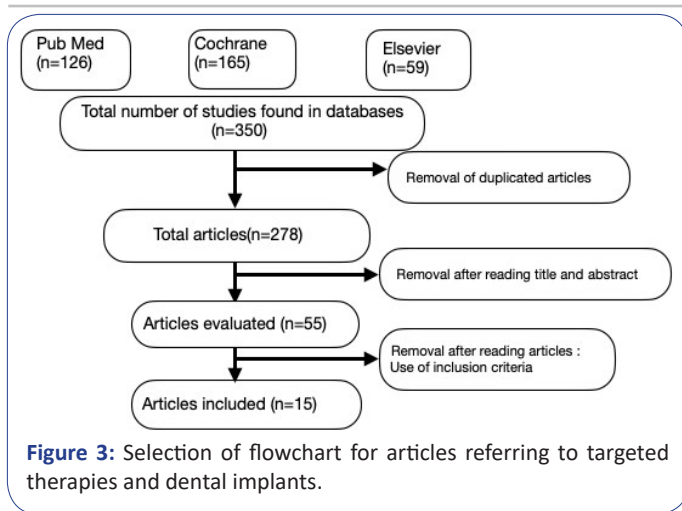 Pub Med
(n=126)
Cochrane
(n=165)
Elsevier
(n=59)
Total number of studies found in databases
(n=350)
Removal of duplicated articles
Total articles(n=278)
Removal after reading title and abstract
Articles evaluated (n=55)
Removal after reading articles :
Use of inclusion criteria
Articles included (n=15)
Figure 3: Selection of flowchart for articles referring to targeted
therapies and dental implants.